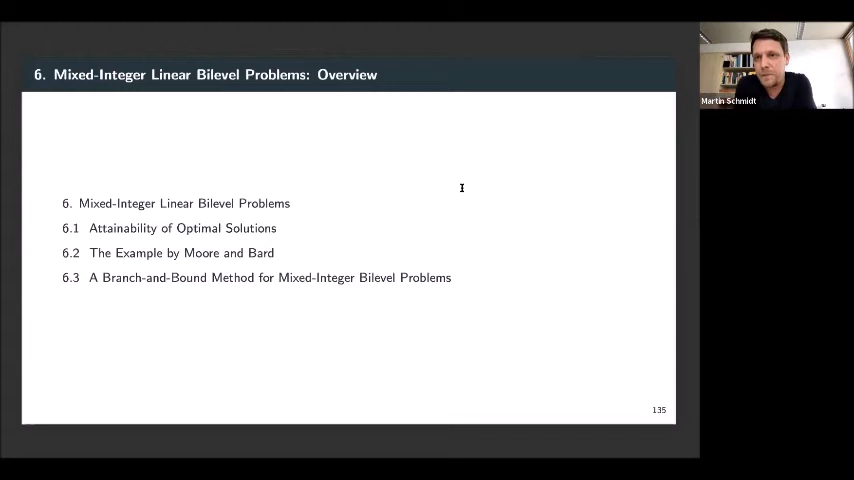 6. Mixed-Integer Linear Bilevel Problems: Overview
Martin Schmidt
6. Mixed-Integer Linear Bilevel Problems
6.1 Attainability of Optimal Solutions
6.2 The Example by Moore and Bard
6.3 A Branch-and-Bound Method for Mixed-Integer Bilevel Problems
135